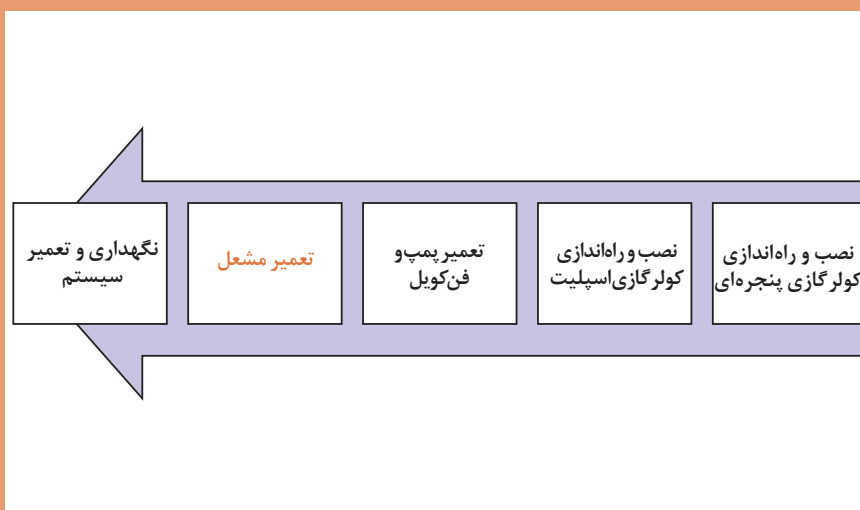 نصب و راه‌اندازی
کولر گازی پنجره‌ای
نصب و راه‌اندازی
کولر گازی اسپلیت
تعمیر پمپ و
فن‌کویل
تعمیر مشعل
نگهداری و تعمیر
سیستم